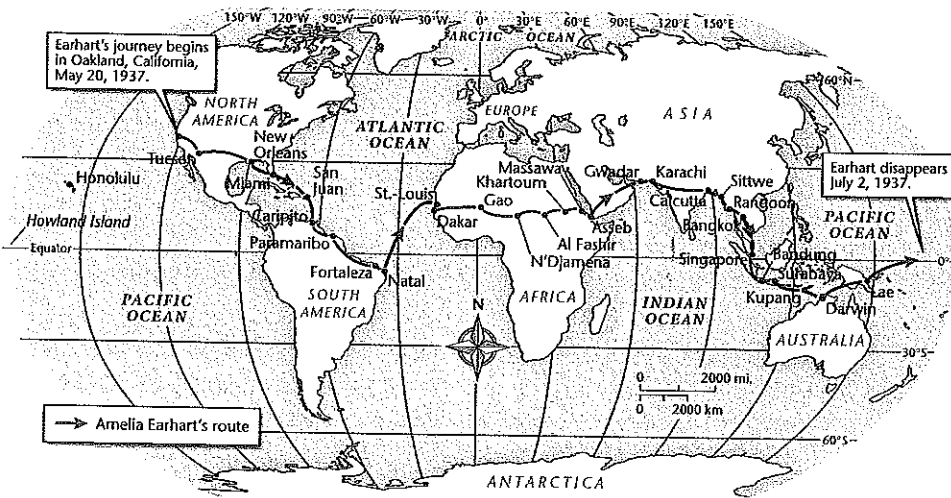 150°W 120°W 90°W 60°W 30°W 0° 30°E 60°E 90°E 120°E 150°E
ARCTIC OCEAN
Earhart's journey begins
in Oakland, California,
May 20, 1937.
60°N
NORTH
AMERICA
EUROPE
ASIA
ATLANTIC
OCEAN
New
Orleans
Tucson
Miami
San
Juan
Honolulu
St.-Louis
Massawa
Khartoum
Gwadar
Karachi
Sittwe
Earhart disappears
July 2, 1937.
Calcutta
Rangoon
Gao
Dakar
Assab
Bangkok
PACIFIC
OCEAN
Howland Island
Caripito
Paramaribo
Al Fashir
N'Djamena
Equator
0°
Singapore
Bandung
Surabaya
Fortaleza
Natal
Kupang
Lae
Darwin
PACIFIC
OCEAN
SOUTH
AMERICA
N
AFRICA
INDIAN
OCEAN
AUSTRALIA
30°S
0 2000 mi.
0 2000 km
Amelia Earhart's route
60°S
ANTARCTICA